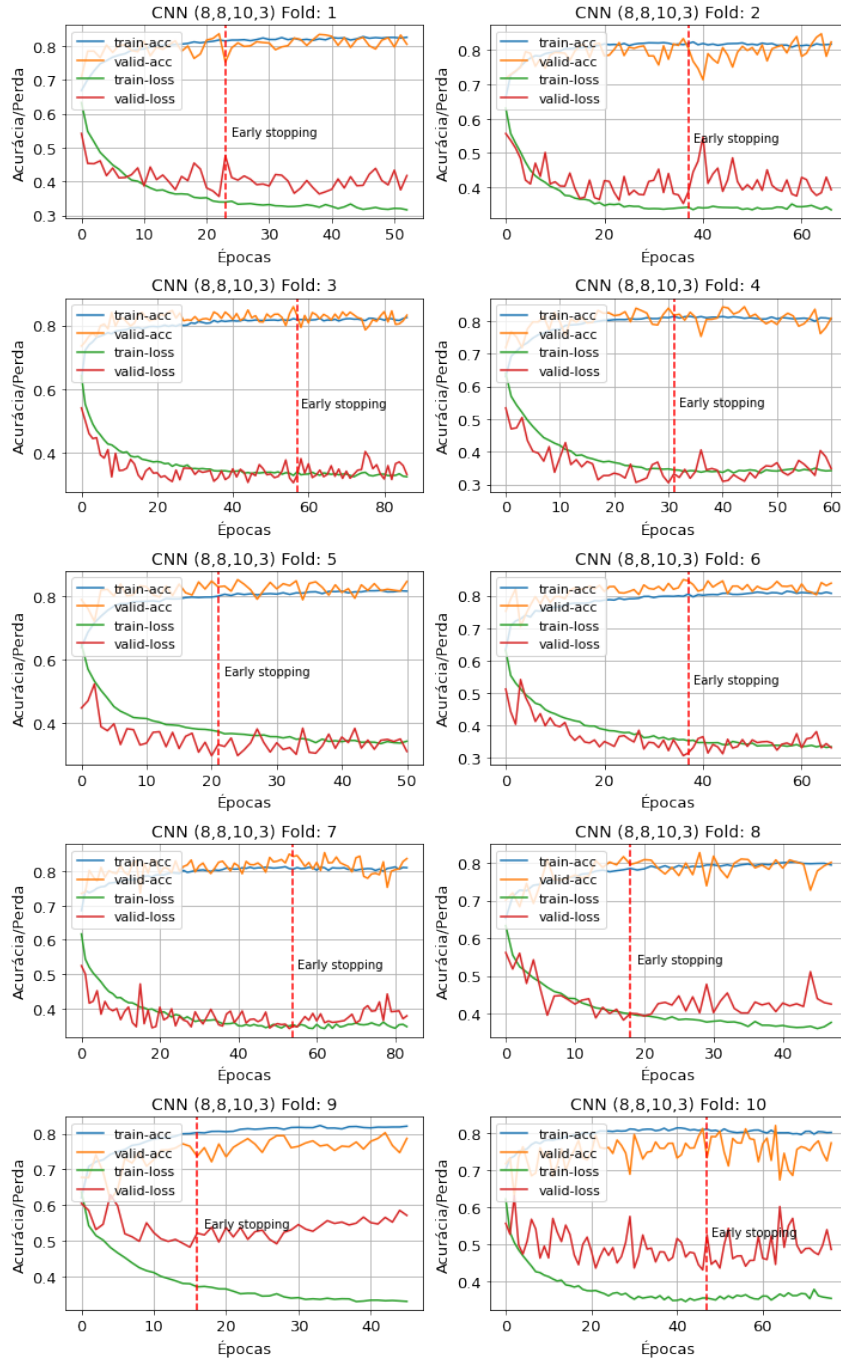 CNN (8,8,10,3) Fold: 1
Acurácia/Perda
0.8
0.7
0.6
0.5
0.4
0.3
train-acc
valid-acc
train-loss
valid-loss
Early stopping
0 10 20 30 40 50
Épocas
CNN (8,8,10,3) Fold: 2
0.8
0.7
0.6
0.5
0.4
train-acc
valid-acc
train-loss
valid-loss
Early stopping
0 20 40 60
Épocas
CNN (8,8,10,3) Fold: 3
Acurácia/Perda
0.8
0.6
0.4
train-acc
valid-acc
train-loss
valid-loss
Early stopping
0 20 40 60 80
Épocas
CNN (8,8,10,3) Fold: 4
0.8
0.7
0.6
0.5
0.4
0.3
train-acc
valid-acc
train-loss
valid-loss
Early stopping
0 10 20 30 40 50 60
Épocas
CNN (8,8,10,3) Fold: 5
Acurácia/Perda
0.8
0.6
0.4
train-acc
valid-acc
train-loss
valid-loss
Early stopping
0 10 20 30 40 50
Épocas
CNN (8,8,10,3) Fold: 6
0.8
0.7
0.6
0.5
0.4
0.3
train-acc
valid-acc
train-loss
valid-loss
Early stopping
0 20 40 60
Épocas
CNN (8,8,10,3) Fold: 7
Acurácia/Perda
0.8
0.7
0.6
0.5
0.4
train-acc
valid-acc
train-loss
valid-loss
Early stopping
0 20 40 60 80
Épocas
CNN (8,8,10,3) Fold: 8
0.8
0.7
0.6
0.5
0.4
train-acc
valid-acc
train-loss
valid-loss
Early stopping
0 20 40
Épocas
CNN (8,8,10,3) Fold: 9
Acurácia/Perda
0.8
0.7
0.6
0.5
0.4
train-acc
valid-acc
train-loss
valid-loss
Early stopping
0 20 40
Épocas
CNN (8,8,10,3) Fold: 10
0.8
0.7
0.6
0.5
0.4
train-acc
valid-acc
train-loss
valid-loss
Early stopping
0 20 40 60
Épocas